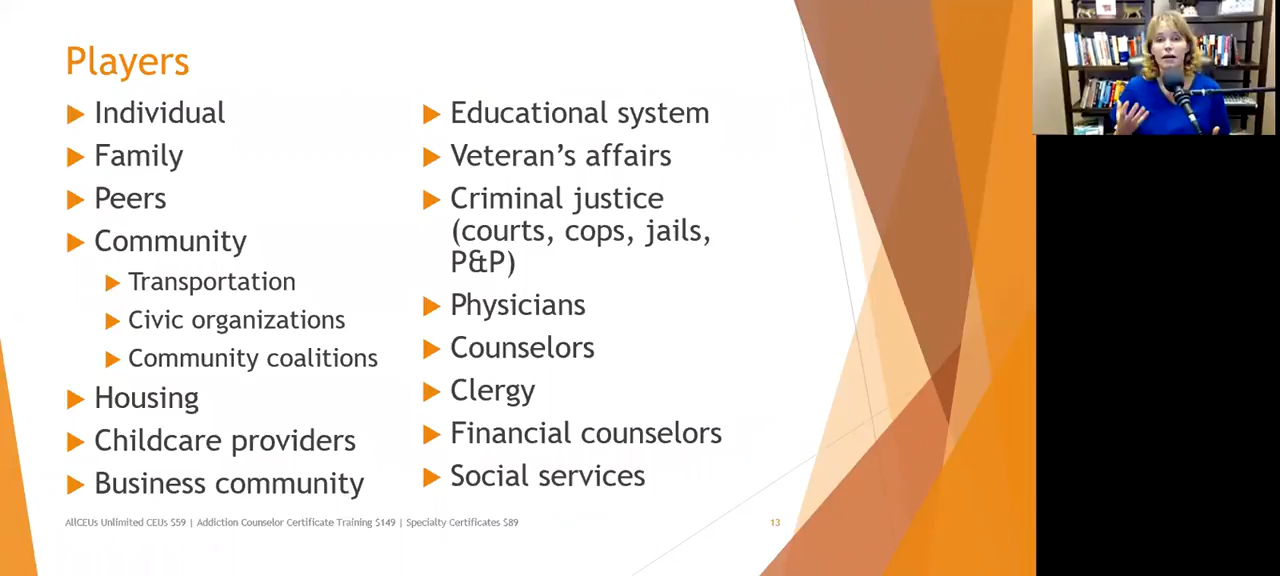 Players
Individual
Family
Peers
Community
Transportation
Civic organizations
Community coalitions
Housing
Childcare providers
Business community
Educational system
Veteran’s affairs
Criminal justice
(courts, cops, jails,
P&P)
Physicians
Counselors
Clergy
Financial counselors
Social services
AllCEUs Unlimited CEUs $59 | Addiction Counselor Certificate Training $149 | Specialty Certificates $89
13